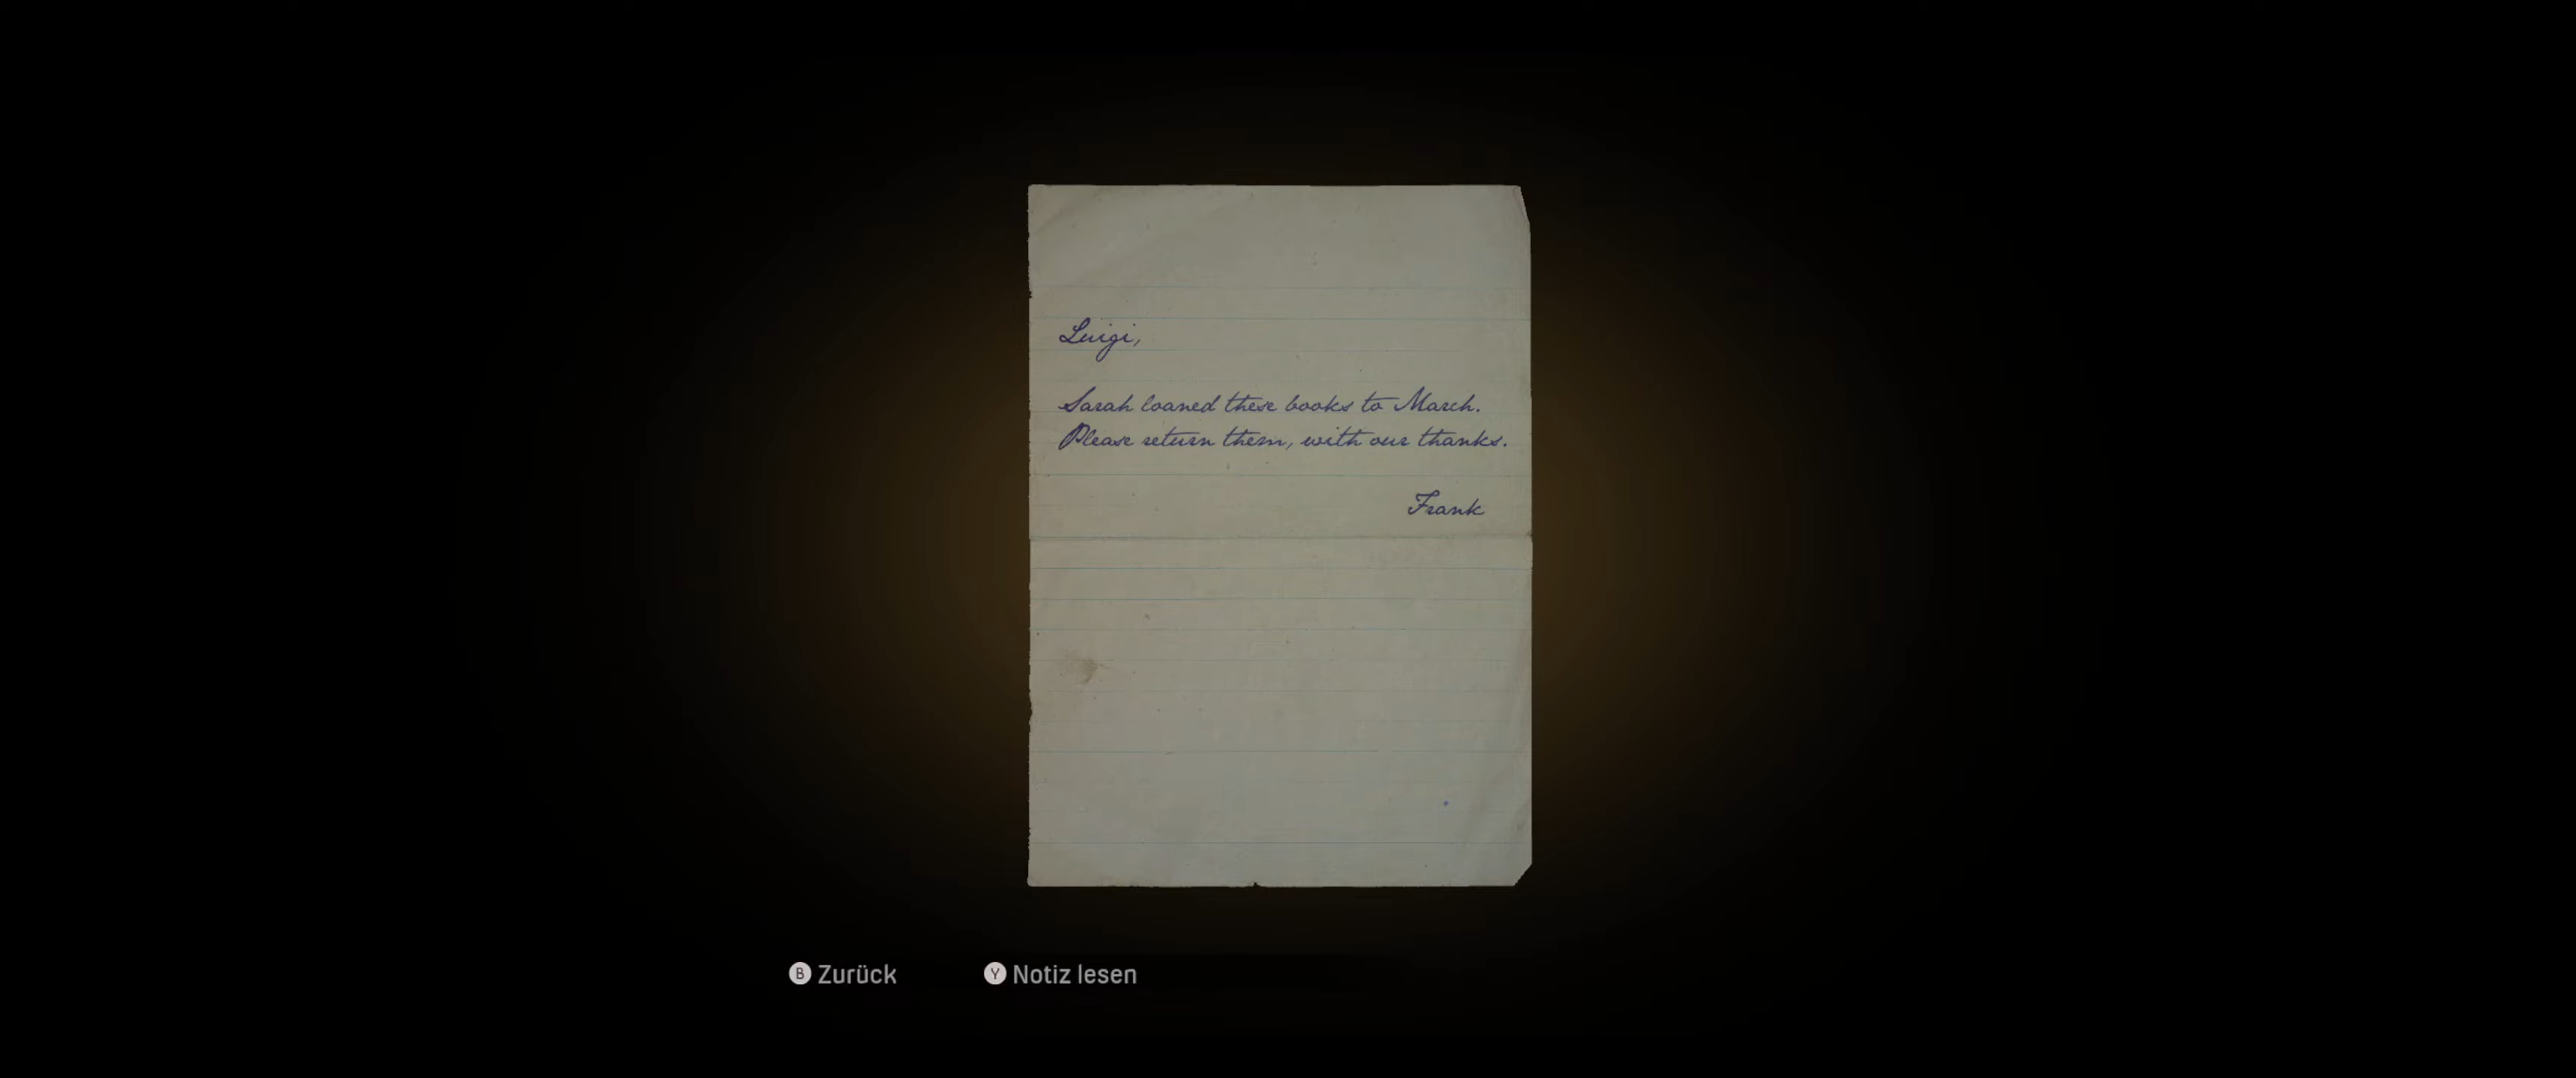 Luigi,
Sarah loaned these books to March.
Please return them, with our thanks.
Frank
B Zurück
Y Notiz lesen